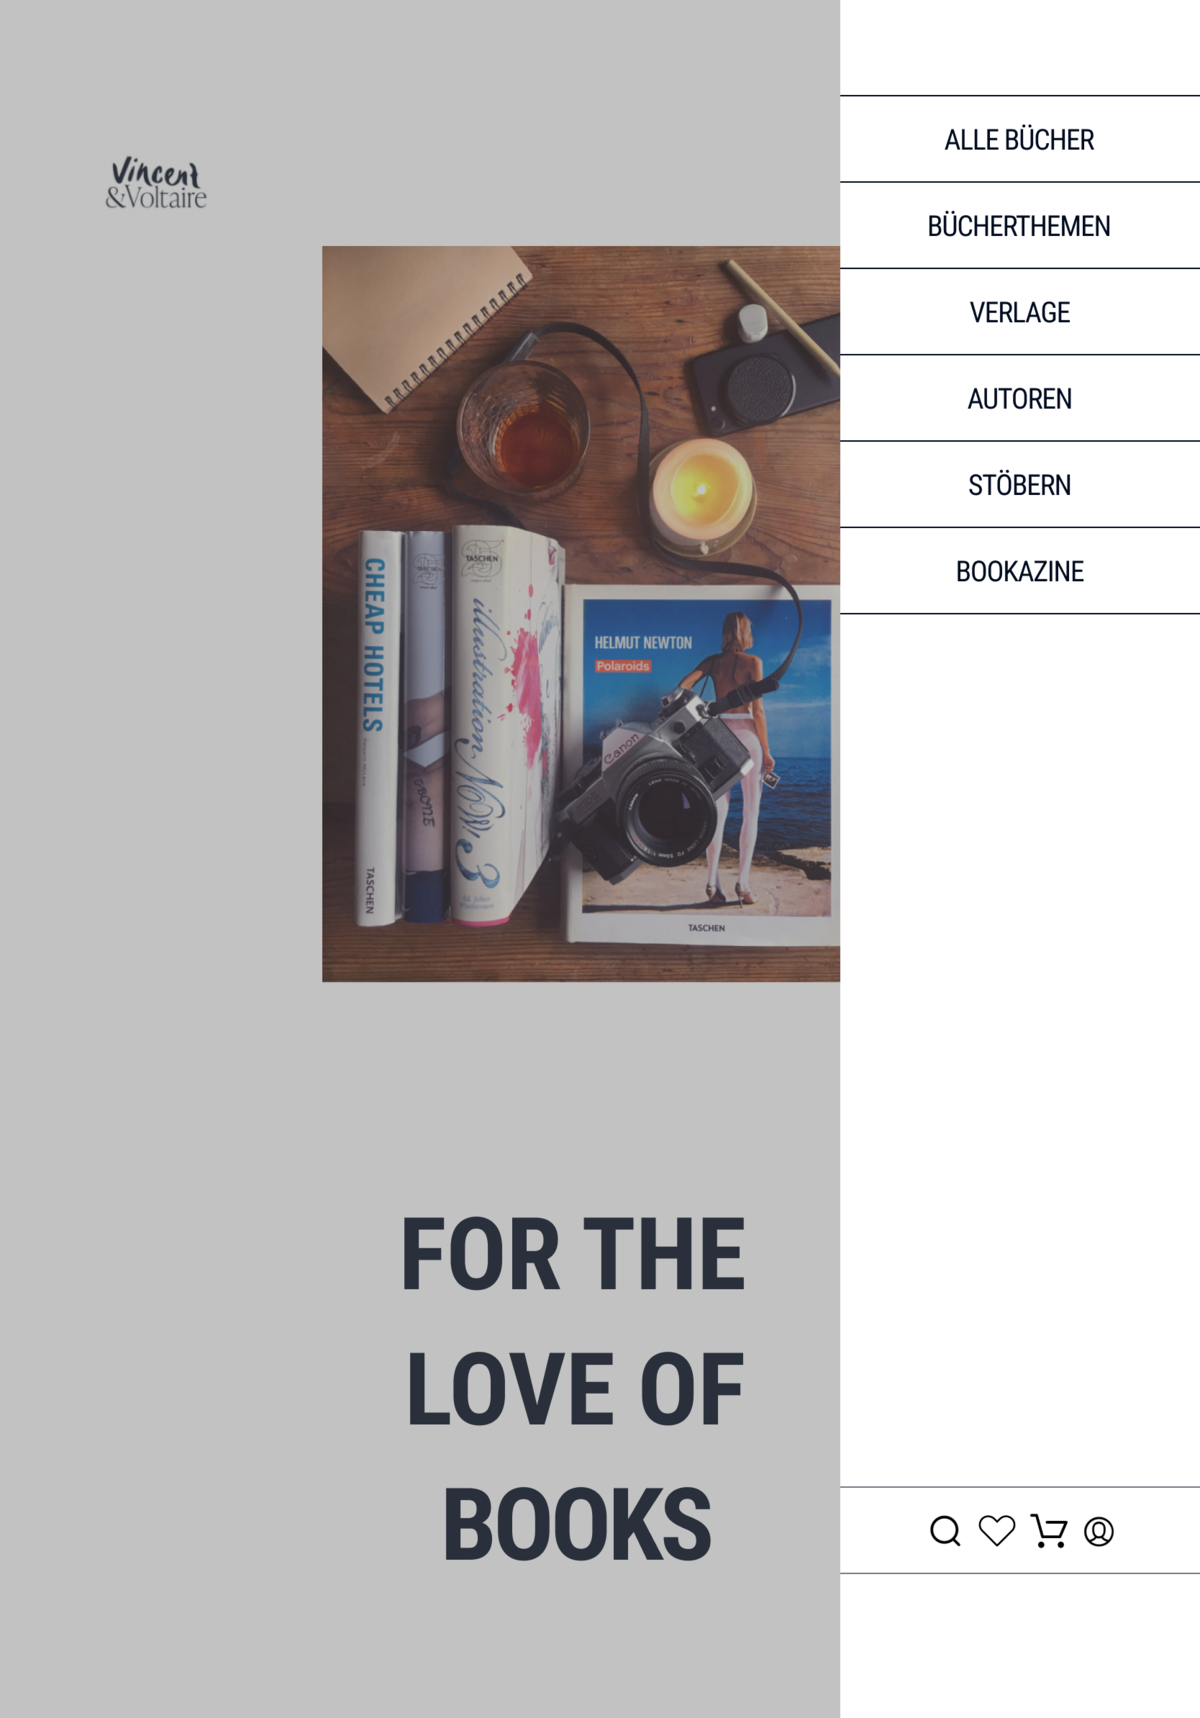 Vincent
&Voltaire
ALLE BÜCHER
BÜCHERTHEMEN
VERLAGE
AUTOREN
STÖBERN
BOOKAZINE
CHEAP HOTELS
TASCHEN
TASCHEN
illustration Now! 3
HELMUT NEWTON
Polaroids
Canon
TASCHEN
FOR THE
LOVE OF
BOOKS